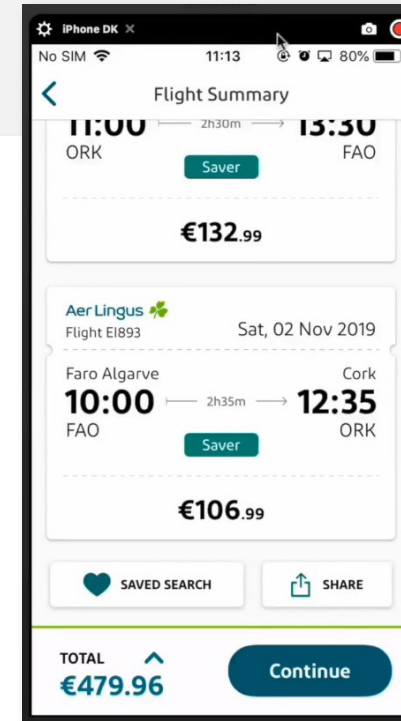 iPhone DK
No SIM 11:13 80%
Flight Summary
11:00 2h30m 13:30
ORK FAO
Saver
€132.99
Aer Lingus
Flight EI893 Sat, 02 Nov 2019
Faro Algarve Cork
10:00 2h35m 12:35
FAO ORK
Saver
€106.99
SAVED SEARCH SHARE
TOTAL
€479.96 Continue